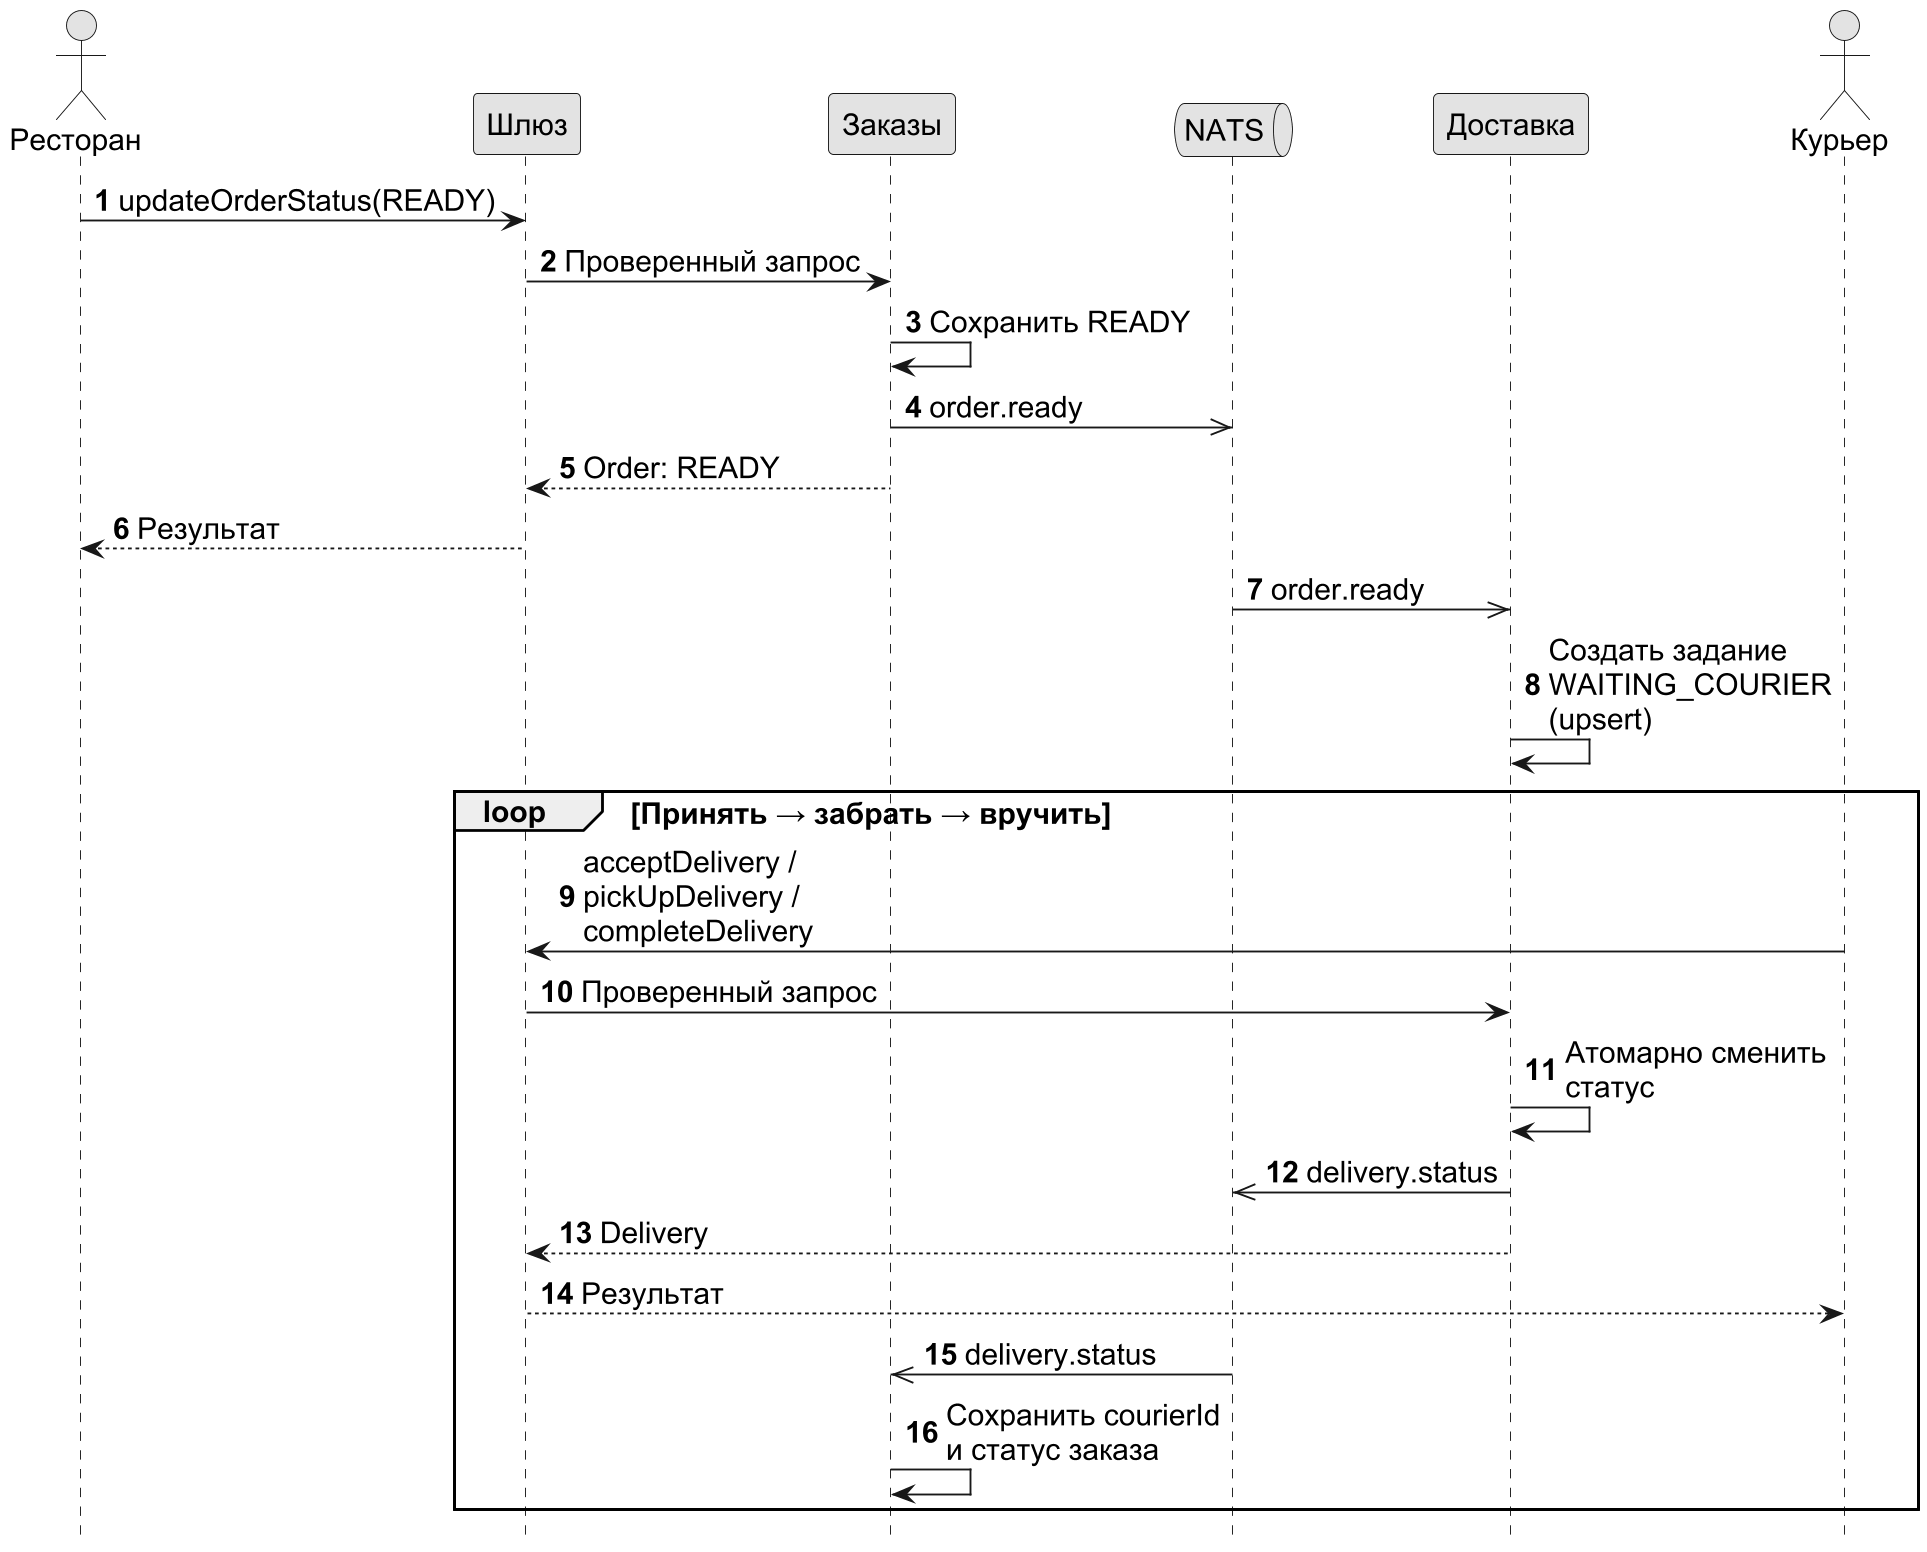 Ресторан
Шлюз
Заказы
NATS
Доставка
Курьер
1 updateOrderStatus(READY)
2 Проверенный запрос
3 Сохранить READY
4 order.ready
5 Order: READY
6 Результат
7 order.ready
Создать задание
8 WAITING_COURIER
(upsert)
loop [Принять → забрать → вручить]
acceptDelivery /
9 pickUpDelivery /
completeDelivery
10 Проверенный запрос
11 Атомарно сменить
статус
12 delivery.status
13 Delivery
14 Результат
15 delivery.status
16 Сохранить courierId
и статус заказа